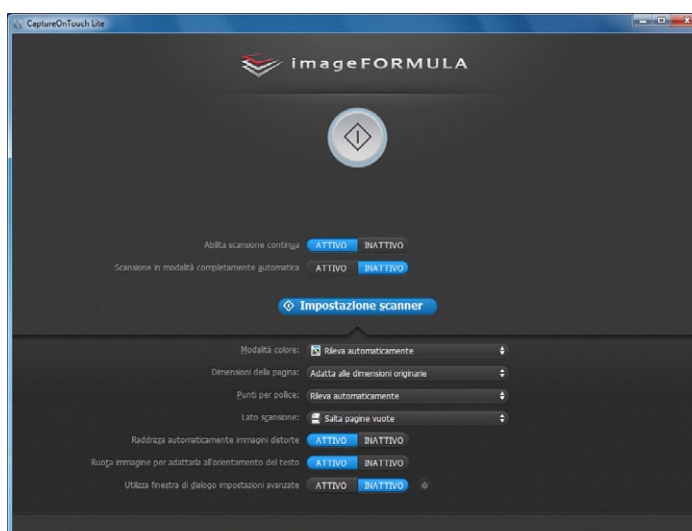 CaptureOnTouch Lite
imageFORMULA
Abilita scansione continua ATTIVO INATTIVO
Scansione in modalità completamente automatica ATTIVO INATTIVO
Impostazione scanner
Modalità colore: Rileva automaticamente
Dimensioni della pagina: Adatta alle dimensioni originarie
Punti per pollice: Rileva automaticamente
Lato scansione: Salta pagine vuote
Raddrizza automaticamente immagini distorte ATTIVO INATTIVO
Ruota immagine per adattarla all'orientamento del testo ATTIVO INATTIVO
Utilizza finestra di dialogo impostazioni avanzate ATTIVO INATTIVO